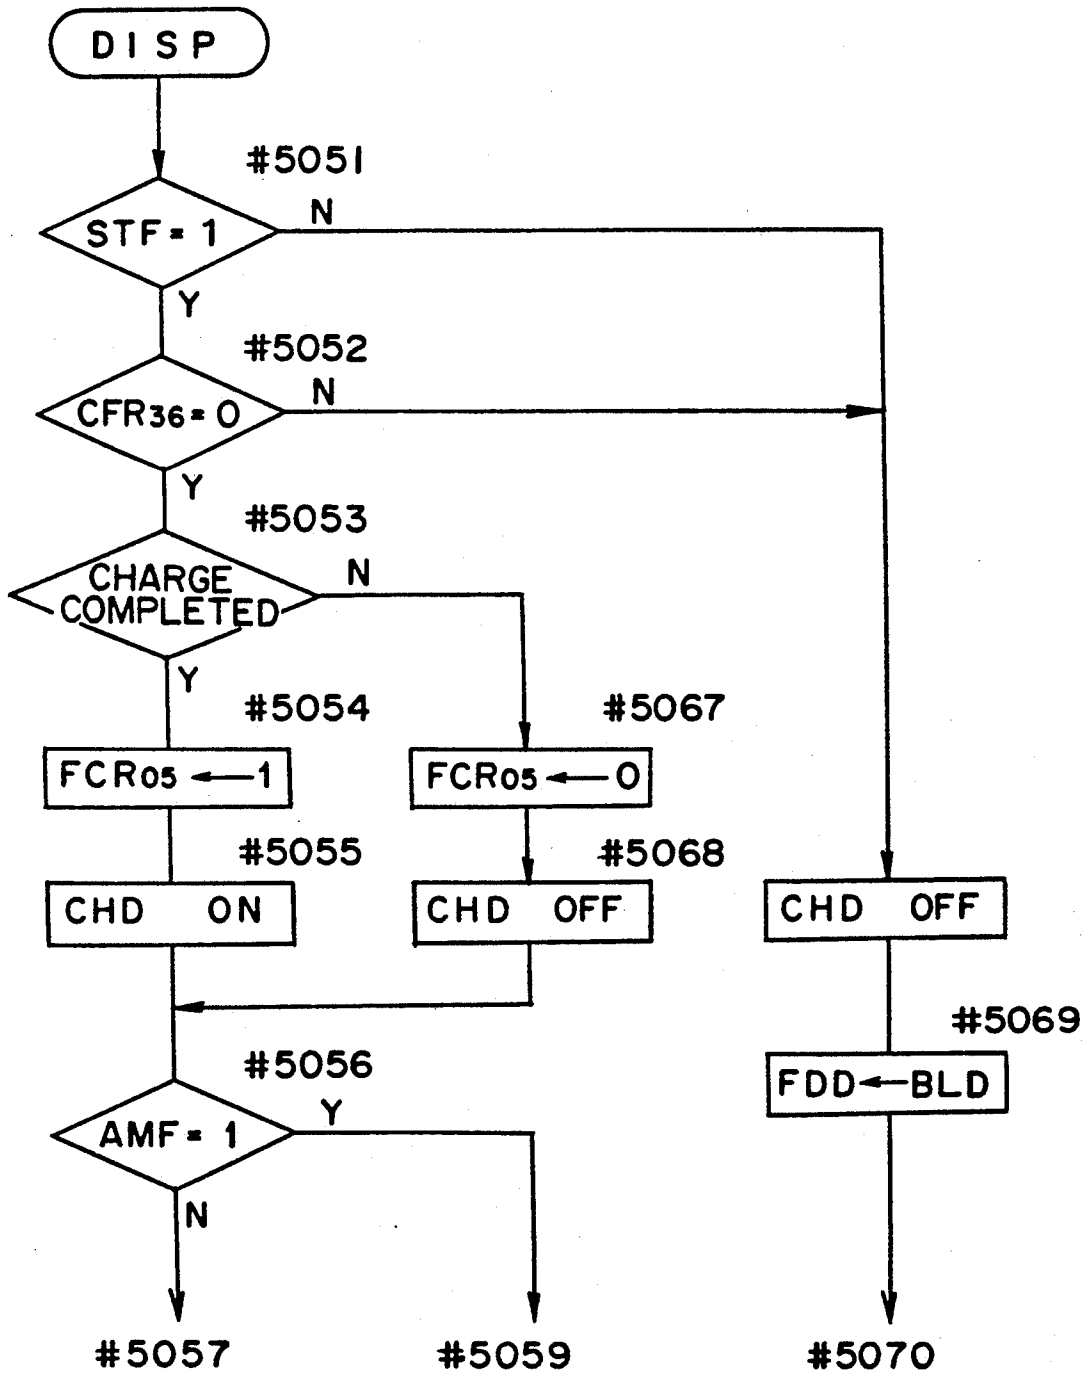 DISP
#5051
STF = 1
N
Y
#5052
CFR36 = 0
N
Y
#5053
CHARGE
COMPLETED
N
Y
#5054
FCR05 ← 1
#5067
FCR05 ← 0
#5055
CHD ON
#5068
CHD OFF
CHD OFF
#5069
FDD ← BLD
#5056
AMF = 1
Y
N
#5057
#5059
#5070